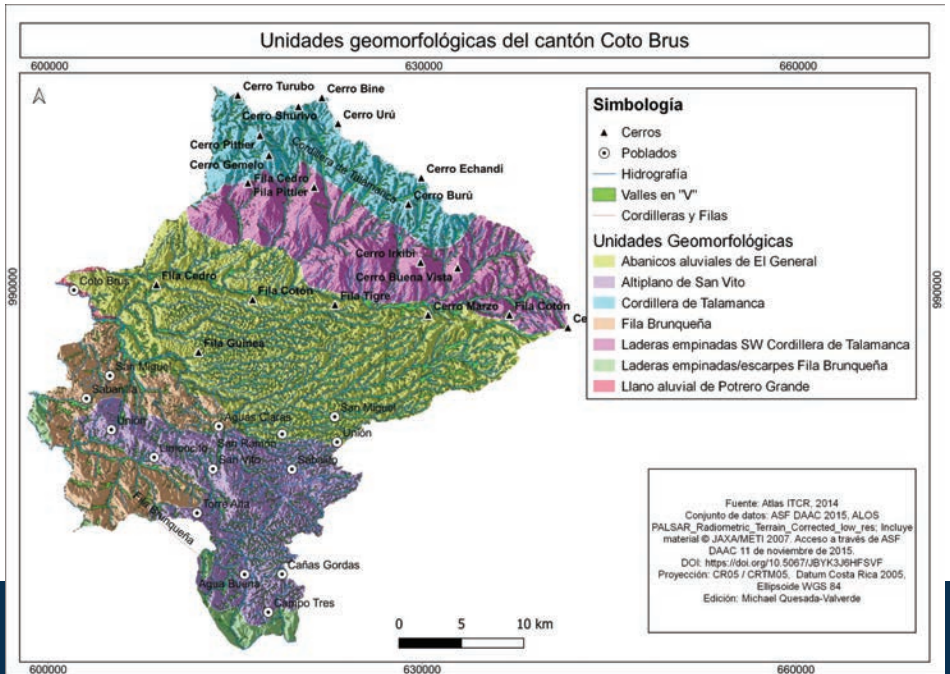 Unidades geomorfológicas del cantón Coto Brus
600000
630000
660000
990000
990000
Cerro Turubo
Cerro Bine
Cerro Shurivo
Cerro Urú
Cordillera de Talamanca
Cerro Pittier
Cerro Gemelo
Cerro Echandi
Fila Cedro
Fila Pittier
Cerro Burú
Cerro Irkibi
Cerro Buena Vista
Coto Brus
Fila Cedro
Fila Cotón
Fila Tigre
Cerro Marzo
Fila Cotón
Ce
Fila Guinea
San Miguel
Sabanilla
San Miguel
Aguas Claras
Unión
Unión
San Ramón
Limoncito
San Vito
Sabalito
Torre Alta
Fila Brunqueña
Cañas Gordas
Agua Buena
Campo Tres
Simbología
Cerros
Poblados
Hidrografía
Valles en "V"
Cordilleras y Filas
Unidades Geomorfológicas
Abanicos aluviales de El General
Altiplano de San Vito
Cordillera de Talamanca
Fila Brunqueña
Laderas empinadas SW Cordillera de Talamanca
Laderas empinadas/escarpes Fila Brunqueña
Llano aluvial de Potrero Grande
Fuente: Atlas ITCR, 2014
Conjunto de datos: ASF DAAC 2015, ALOS
PALSAR_Radiometric_Terrain_Corrected_low_res; Incluye
material © JAXA/METI 2007. Acceso a través de ASF
DAAC 11 de noviembre de 2015.
DOI: https://doi.org/10.5067/JBYK3J6HFSVF
Proyección: CR05 / CRTM05, Datum Costa Rica 2005,
Ellipsoide WGS 84
Edición: Michael Quesada-Valverde
0 5 10 km
600000
630000
660000